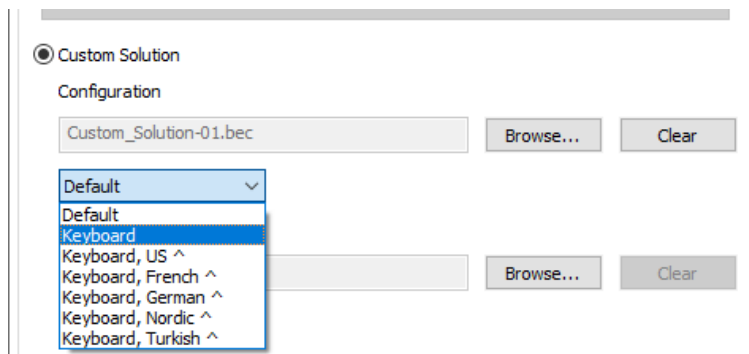 Custom Solution
Configuration
Custom_Solution-01.bec Browse... Clear
Default
Default
Keyboard
Keyboard, US ^
Keyboard, French ^
Keyboard, German ^
Keyboard, Nordic ^
Keyboard, Turkish ^
Browse... Clear